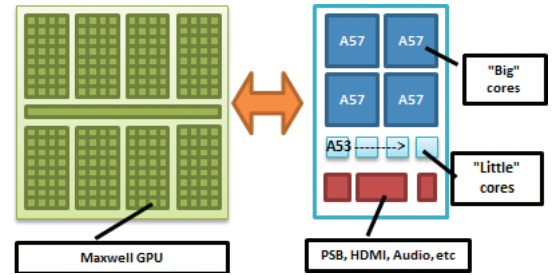 A57 A57
"Big"
cores
A57 A57
A53 -------->
"Little"
cores
Maxwell GPU
PSB, HDMI, Audio, etc